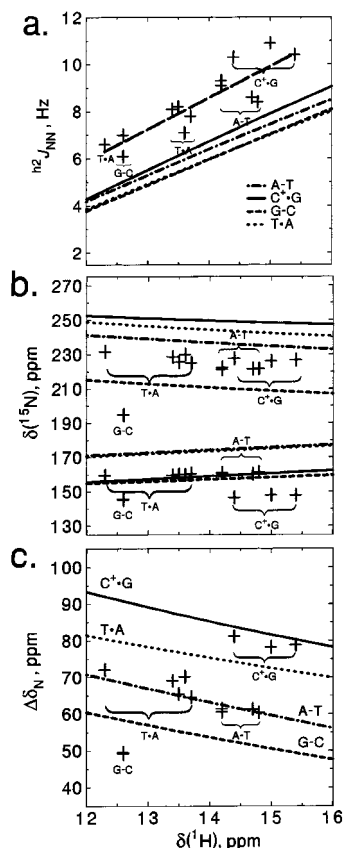 a.
12
10
8
6
4
2
h2JNN, Hz
C+•G
T•A
G-C
T•A
A-T
A-T
C+•G
G-C
T•A
b.
270
250
230
210
190
170
150
130
δ(15N), ppm
A-T
T•A
C+•G
G-C
A-T
T•A
G-C
C+•G
c.
100
90
80
70
60
50
40
ΔδN, ppm
C+•G
T•A
C+•G
A-T
T•A
A-T
G-C
G-C
12 13 14 15 16
δ(1H), ppm